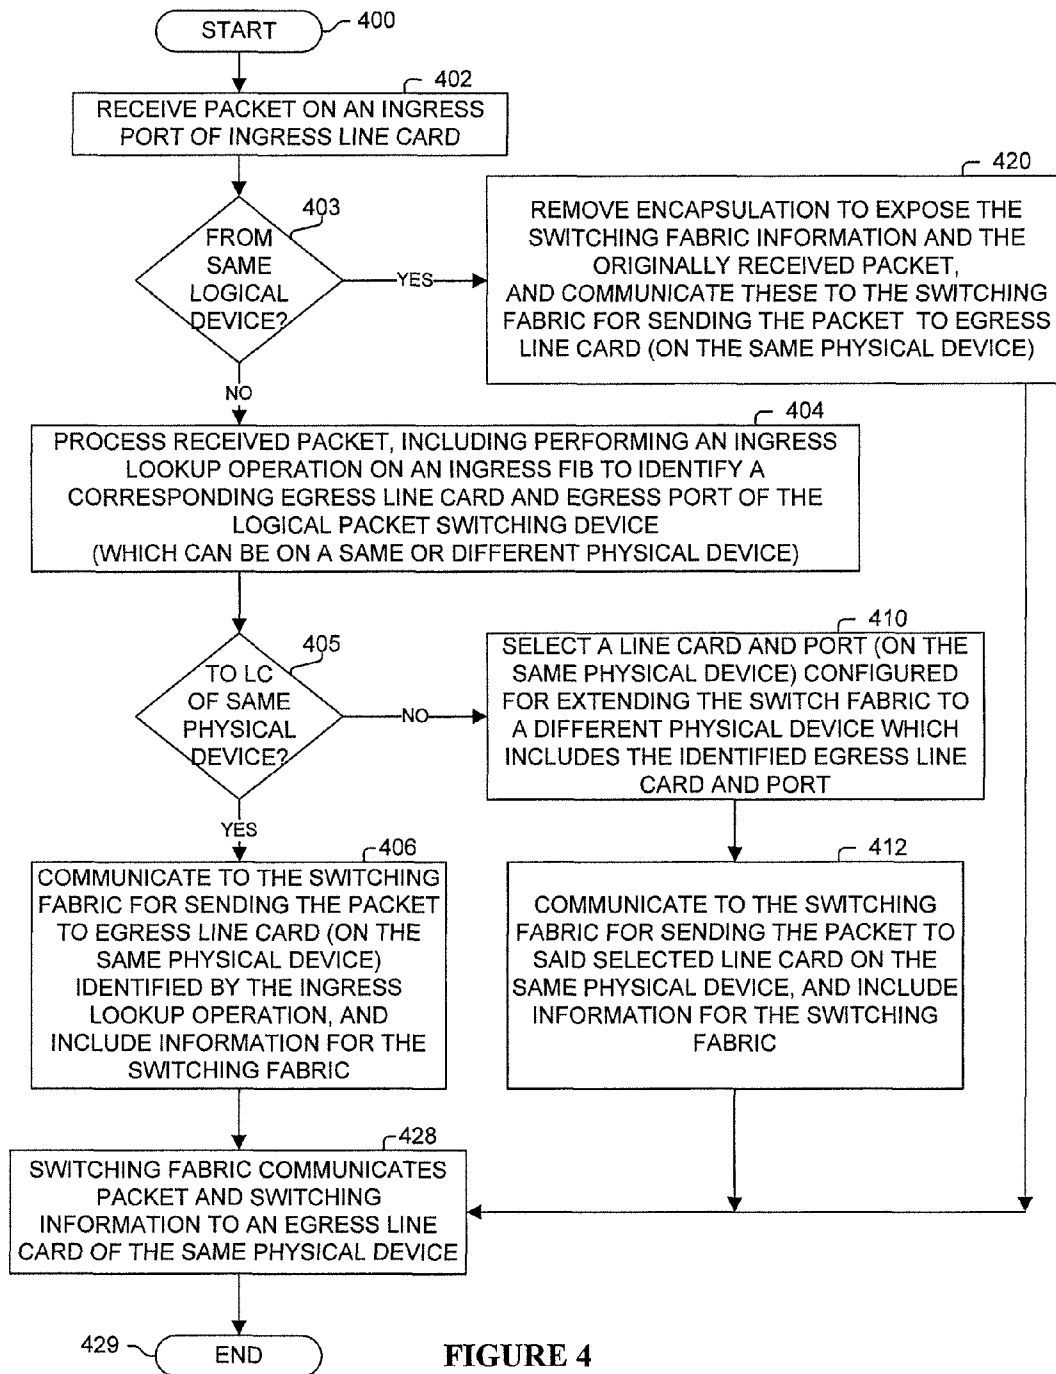 START
400
402
RECEIVE PACKET ON AN INGRESS
PORT OF INGRESS LINE CARD
403
FROM
SAME
LOGICAL
DEVICE?
YES
420
REMOVE ENCAPSULATION TO EXPOSE THE
SWITCHING FABRIC INFORMATION AND THE
ORIGINALLY RECEIVED PACKET,
AND COMMUNICATE THESE TO THE SWITCHING
FABRIC FOR SENDING THE PACKET TO EGRESS
LINE CARD (ON THE SAME PHYSICAL DEVICE)
NO
404
PROCESS RECEIVED PACKET, INCLUDING PERFORMING AN INGRESS
LOOKUP OPERATION ON AN INGRESS FIB TO IDENTIFY A
CORRESPONDING EGRESS LINE CARD AND EGRESS PORT OF THE
LOGICAL PACKET SWITCHING DEVICE
(WHICH CAN BE ON A SAME OR DIFFERENT PHYSICAL DEVICE)
405
TO LC
OF SAME
PHYSICAL
DEVICE?
NO
410
SELECT A LINE CARD AND PORT (ON THE
SAME PHYSICAL DEVICE) CONFIGURED
FOR EXTENDING THE SWITCH FABRIC TO
A DIFFERENT PHYSICAL DEVICE WHICH
INCLUDES THE IDENTIFIED EGRESS LINE
CARD AND PORT
YES
406
COMMUNICATE TO THE SWITCHING
FABRIC FOR SENDING THE PACKET
TO EGRESS LINE CARD (ON THE
SAME PHYSICAL DEVICE)
IDENTIFIED BY THE INGRESS
LOOKUP OPERATION, AND
INCLUDE INFORMATION FOR THE
SWITCHING FABRIC
412
COMMUNICATE TO THE SWITCHING
FABRIC FOR SENDING THE PACKET TO
SAID SELECTED LINE CARD ON THE
SAME PHYSICAL DEVICE, AND INCLUDE
INFORMATION FOR THE SWITCHING
FABRIC
428
SWITCHING FABRIC COMMUNICATES
PACKET AND SWITCHING
INFORMATION TO AN EGRESS LINE
CARD OF THE SAME PHYSICAL DEVICE
429
END
FIGURE 4